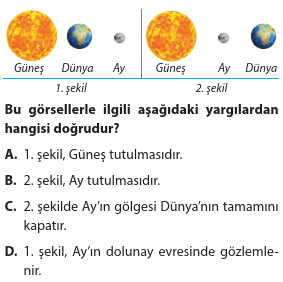 Güneş Dünya Ay Güneş Ay Dünya
1. şekil 2. şekil
Bu görsellerle ilgili aşağıdaki yargılardan
hangisi doğrudur?
A. 1. şekil, Güneş tutulmasıdır.
B. 2. şekil, Ay tutulmasıdır.
C. 2. şekilde Ay'ın gölgesi Dünya'nın tamamını
kapatır.
D. 1. şekil, Ay'ın dolunay evresinde gözlemle-
nir.